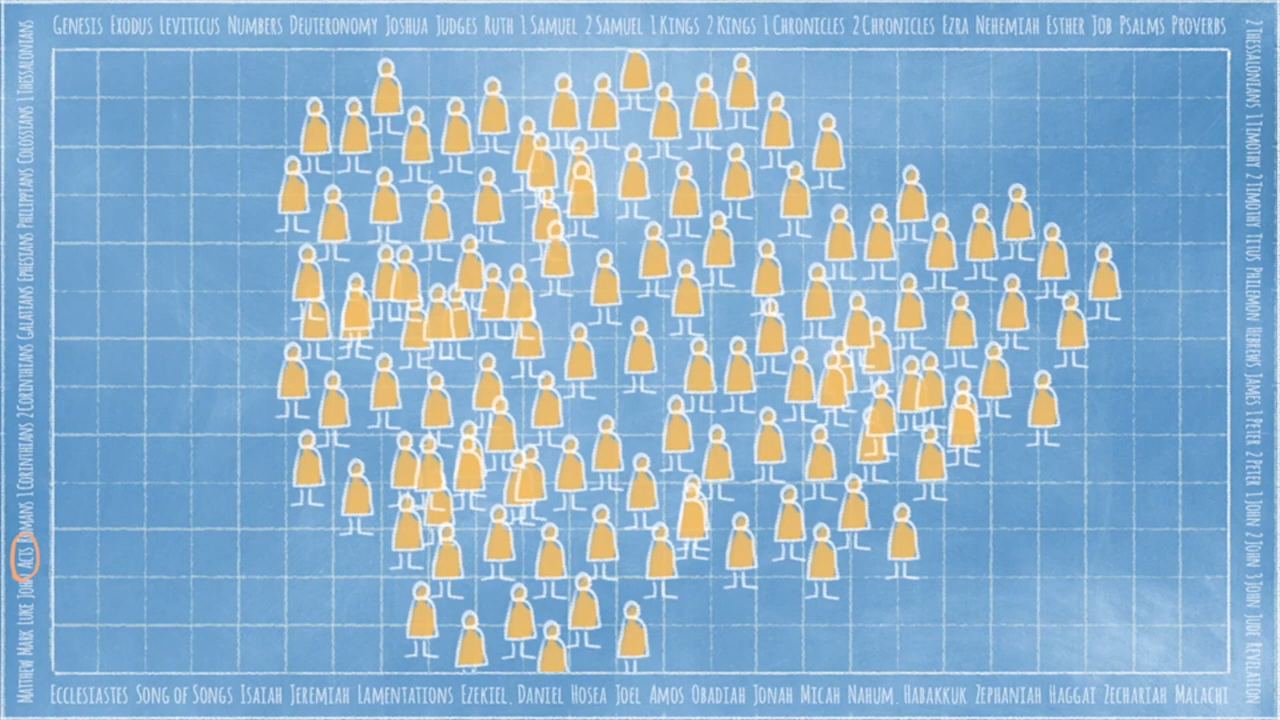 Genesis Exodus Leviticus Numbers Deuteronomy Joshua Judges Ruth 1 Samuel 2 Samuel 1 Kings 2 Kings 1 Chronicles 2 Chronicles Ezra Nehemiah Esther Job Psalms Proverbs
Ecclesiastes Song of Songs Isaiah Jeremiah Lamentations Ezekiel. Daniel Hosea Joel Amos Obadiah Jonah Micah Nahum. Habakkuk Zephaniah Haggai Zechariah Malachi
Matthew Mark Luke John Acts Romans 1 Corinthians 2 Corinthians Galatians Ephesians Philippians Colossians 1 Thessalonians
2 Thessalonians 1 Timothy 2 Timothy Titus Philemon Hebrews James 1 Peter 2 Peter 1 John 2 John 3 John Jude Revelation